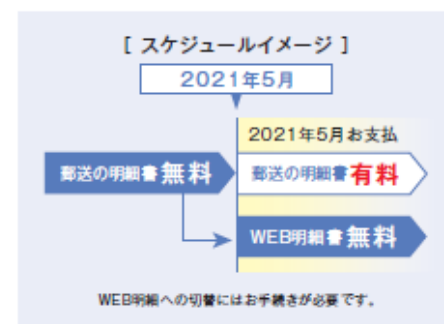 [ スケジュールイメージ ]
2021年5月
2021年5月お支払
郵送の明細書無料
郵送の明細書有料
WEB明細書無料
WEB明細への切替にはお手続きが必要です。